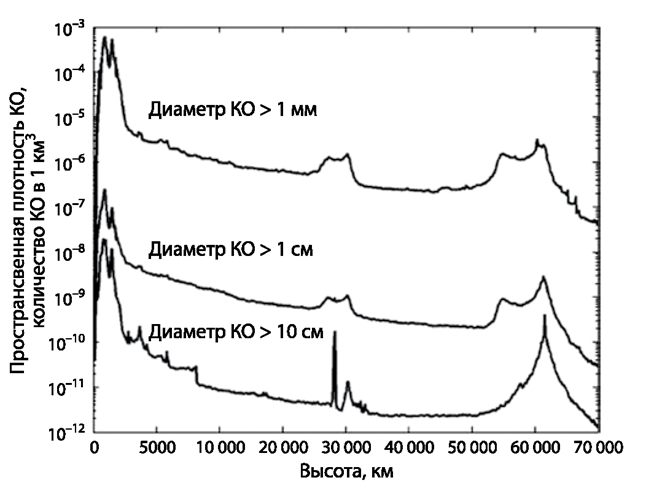 Пространсвенная плотность КО,
количество КО в 1 км³
10⁻³
10⁻⁴
10⁻⁵
10⁻⁶
10⁻⁷
10⁻⁸
10⁻⁹
10⁻¹⁰
10⁻¹¹
10⁻¹²
Диаметр КО > 1 мм
Диаметр КО > 1 см
Диаметр КО > 10 см
0 5000 10 000 20 000 30 000 40 000 50 000 60 000 70 000
Высота, км